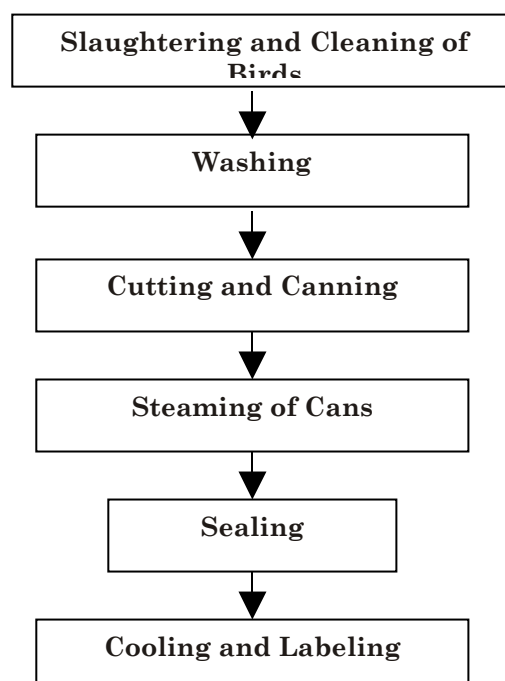 Slaughtering and Cleaning of
Birds
Washing
Cutting and Canning
Steaming of Cans
Sealing
Cooling and Labeling